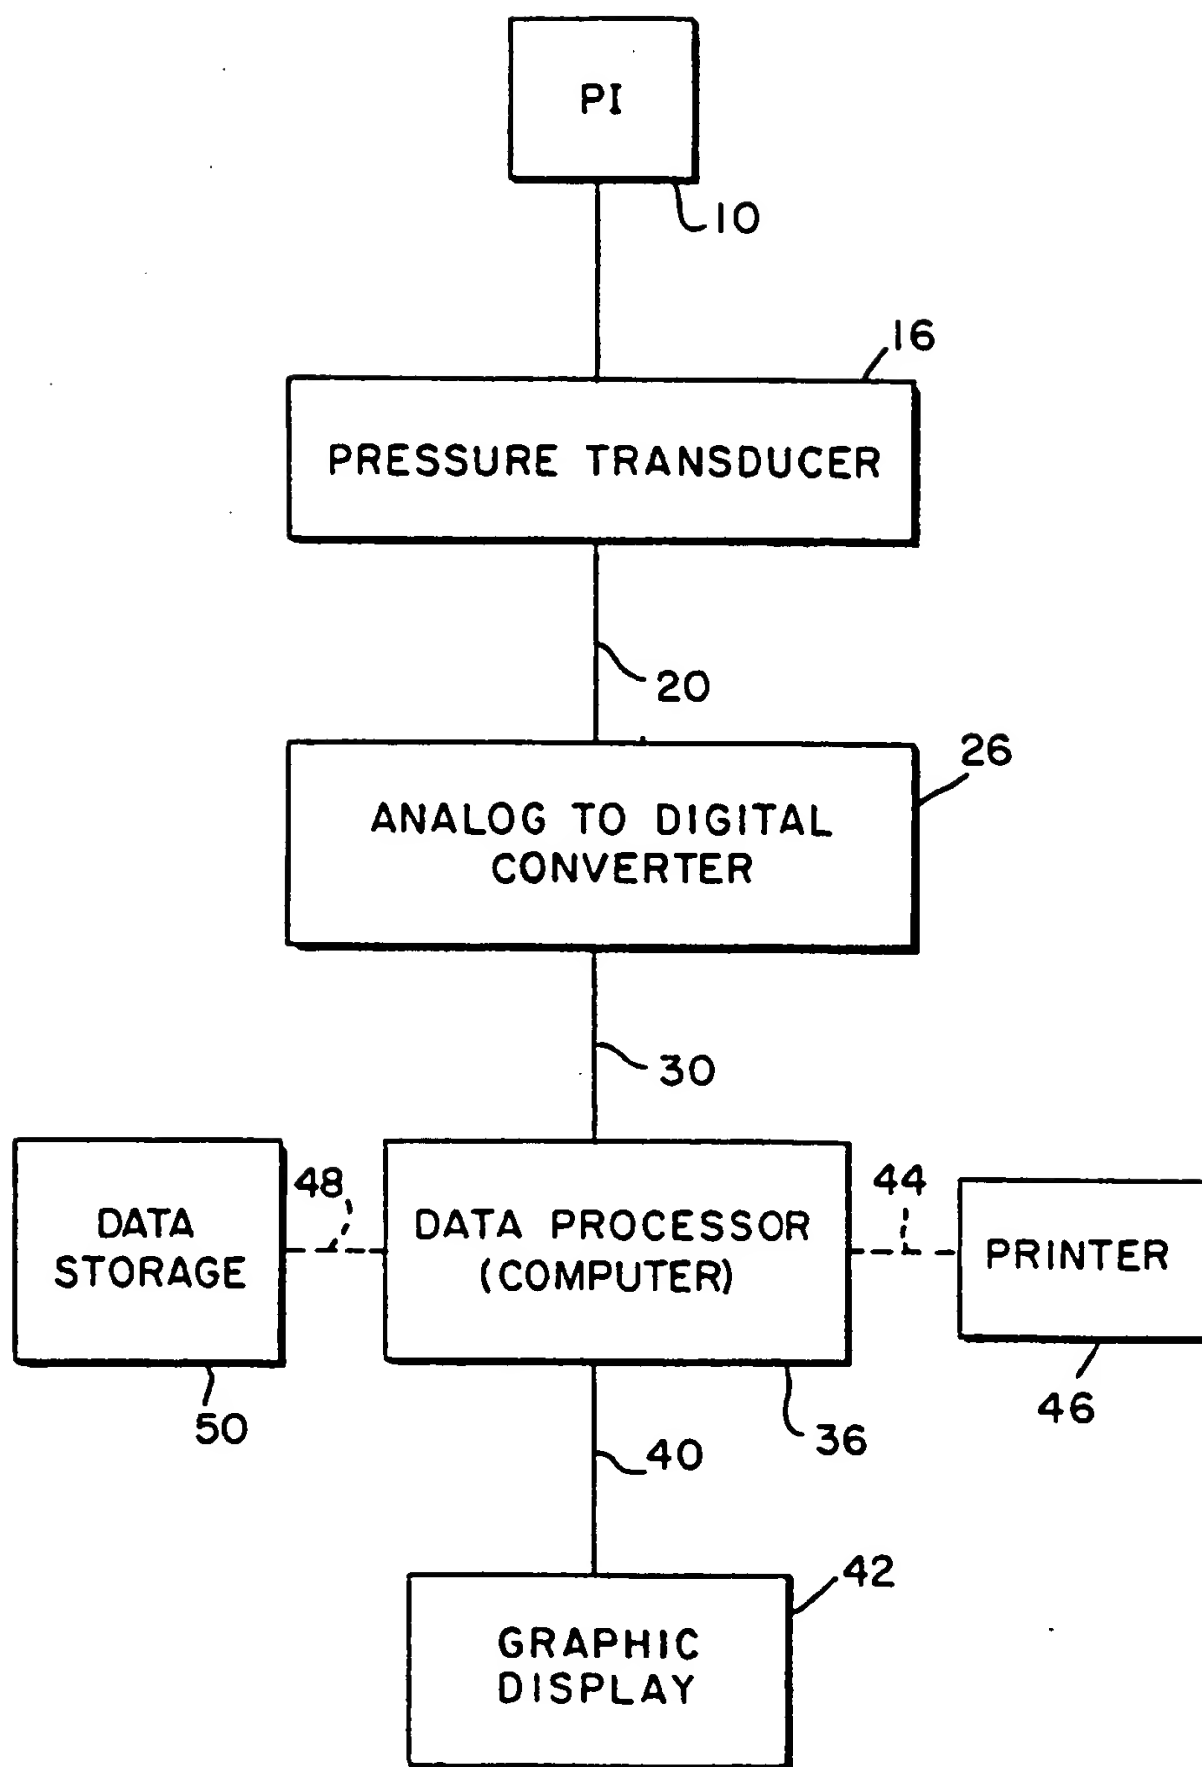 PI
10
16
PRESSURE TRANSDUCER
20
26
ANALOG TO DIGITAL
CONVERTER
30
48
44
DATA
STORAGE
DATA PROCESSOR
(COMPUTER)
PRINTER
50
36
46
40
42
GRAPHIC
DISPLAY